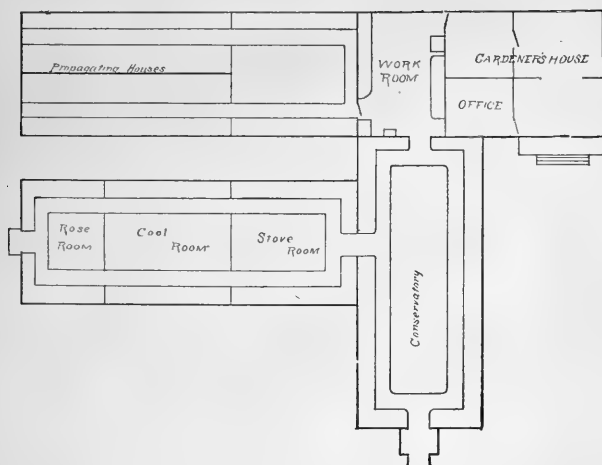 Propagating Houses
WORK
ROOM
GARDENER'S HOUSE
OFFICE
ROSE
ROOM
Cool
ROOM
Stove
ROOM
Conservatory